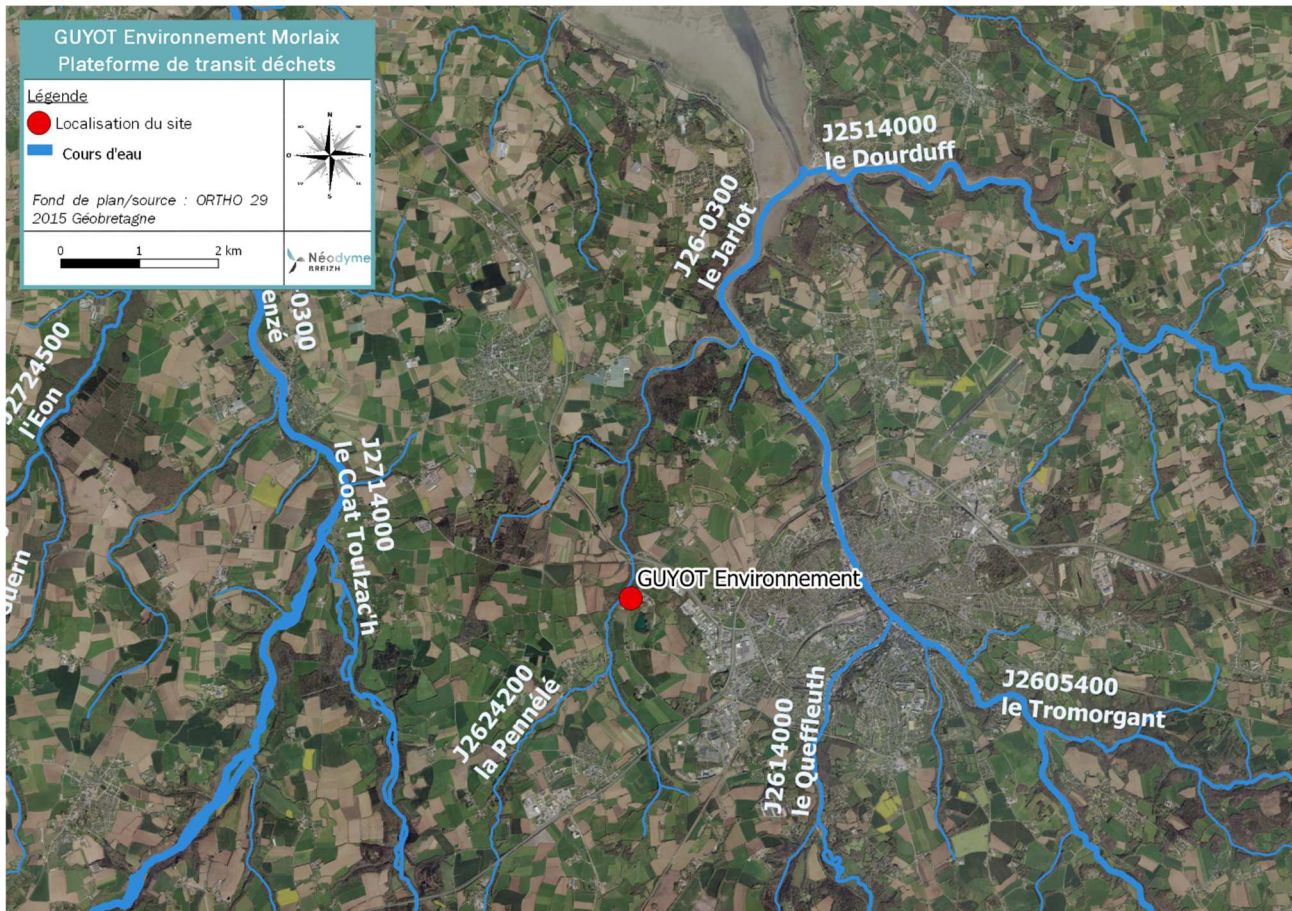 GUYOT Environnement Morlaix
Plateforme de transit déchets
Légende
Localisation du site
Cours d'eau
Fond de plan/source : ORTHO 29
2015 Géobretagne
N
O
S
0 1 2 km
Néodyme
BREIZH
J2514000
le Dourduff
J26-0300
le Jarlot
-0300
enzé
J2724500
l'Eon
J2714000
le Coat Toulzac'h
Guern
GUYOT Environnement
J2624200
la Pennélé
J2614000
le Queffleuth
J2605400
le Tromorgant